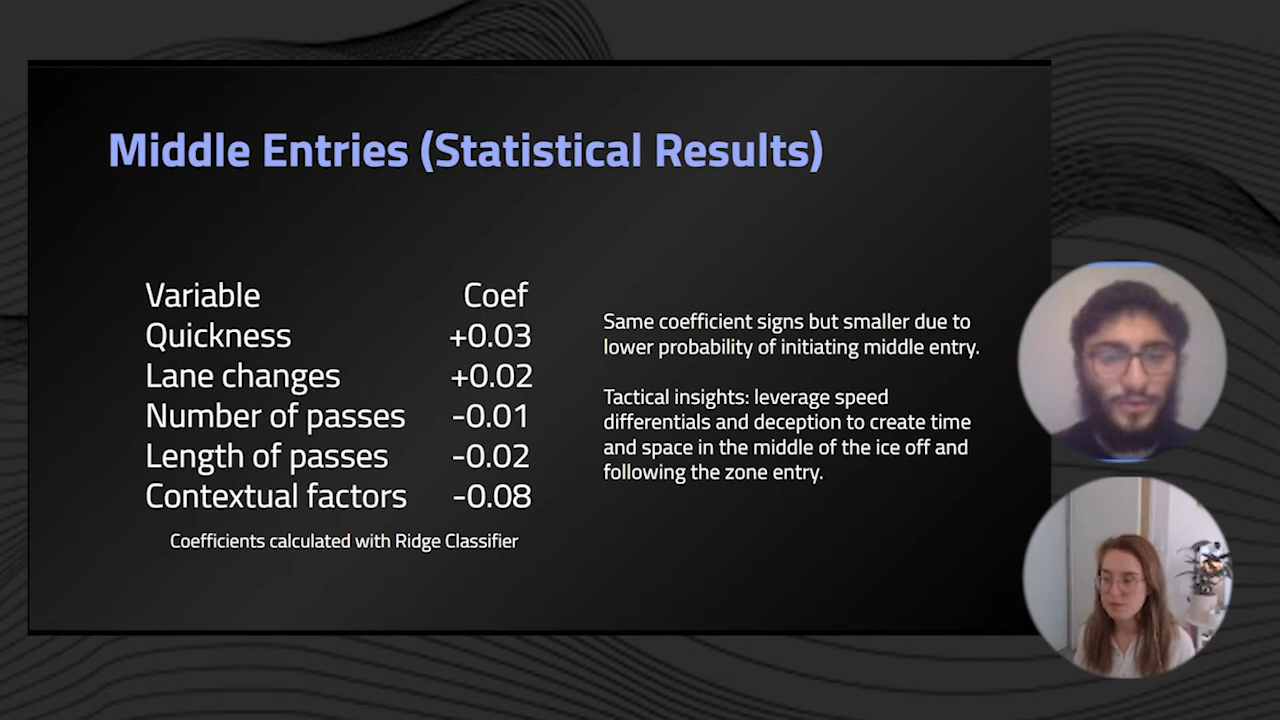 Middle Entries (Statistical Results)
Variable Coef
Quickness +0.03
Lane changes +0.02
Number of passes -0.01
Length of passes -0.02
Contextual factors -0.08
Coefficients calculated with Ridge Classifier
Same coefficient signs but smaller due to
lower probability of initiating middle entry.
Tactical insights: leverage speed
differentials and deception to create time
and space in the middle of the ice off and
following the zone entry.